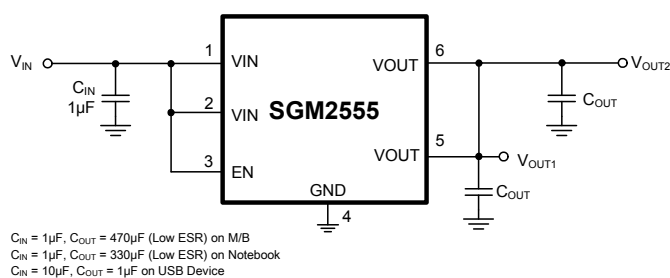 V_IN
C_IN
1µF
1
2
3
VIN
VIN
EN
SGM2555
GND
4
VOUT
VOUT
6
5
V_OUT2
C_OUT
V_OUT1
C_OUT
C_IN = 1µF, C_OUT = 470µF (Low ESR) on M/B
C_IN = 1µF, C_OUT = 330µF (Low ESR) on Notebook
C_IN = 10µF, C_OUT = 1µF on USB Device